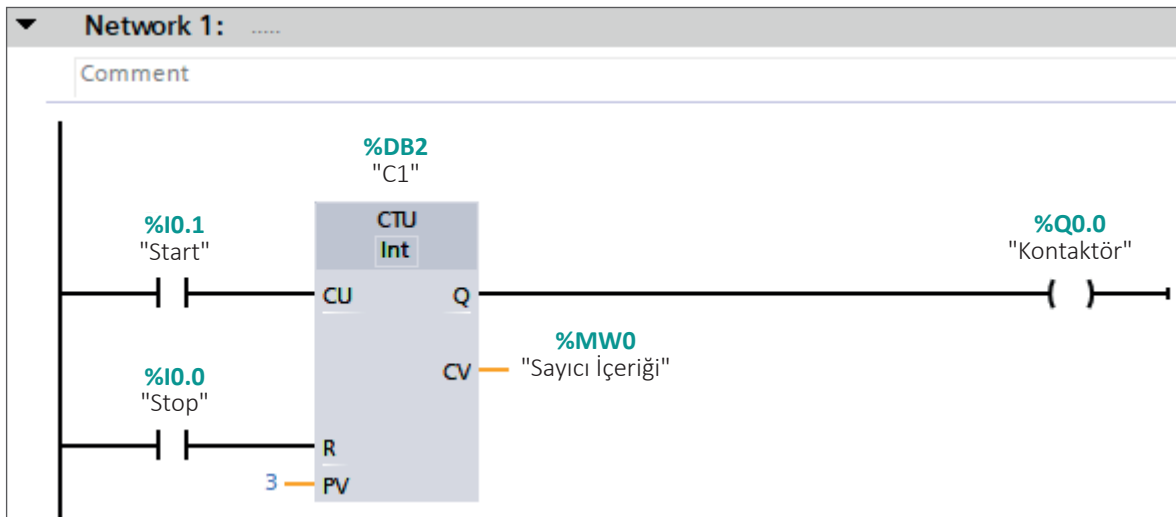 Network 1: .....
Comment
%DB2
"C1"
CTU
Int
%I0.1
"Start"
%Q0.0
"Kontaktör"
CU
Q
%MW0
"Sayıcı İçeriği"
CV
%I0.0
"Stop"
R
3
PV